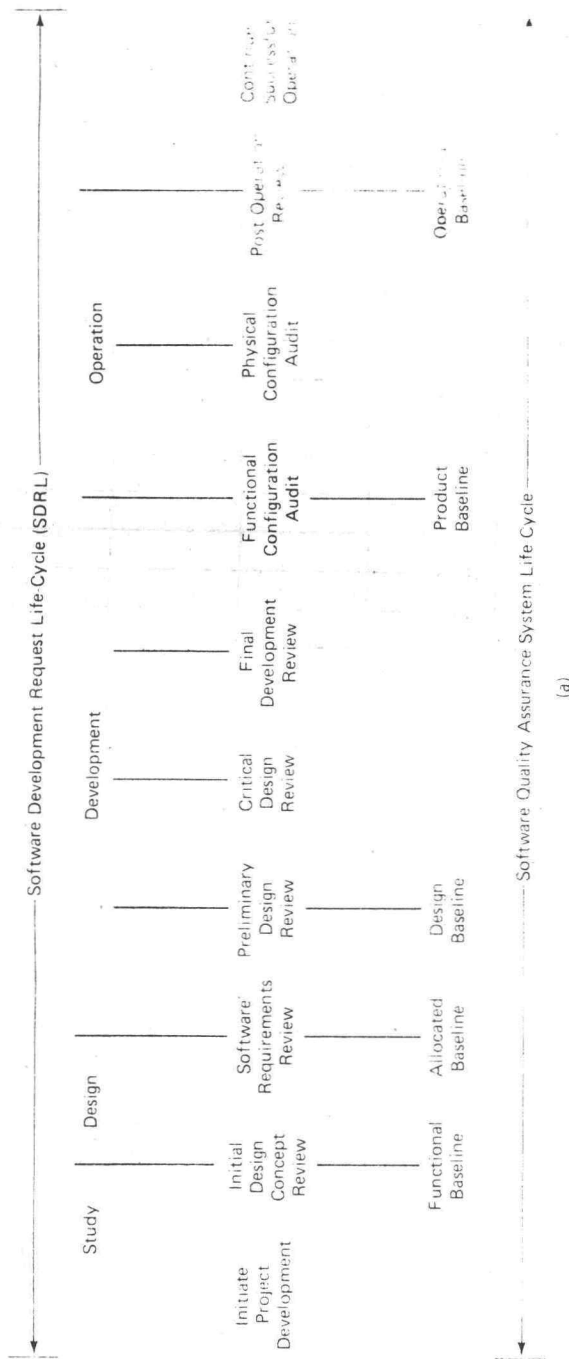 Software Development Request Life-Cycle (SDRL)
Study
Design
Development
Operation
Initiate
Project
Development
Initial
Design
Concept
Review
Software
Requirements
Review
Preliminary
Design
Review
Critical
Design
Review
Final
Development
Review
Functional
Configuration
Audit
Physical
Configuration
Audit
Post
Functional
Baseline
Allocated
Baseline
Design
Baseline
Product
Baseline
Baseline
Software Quality Assurance System Life Cycle
(a)